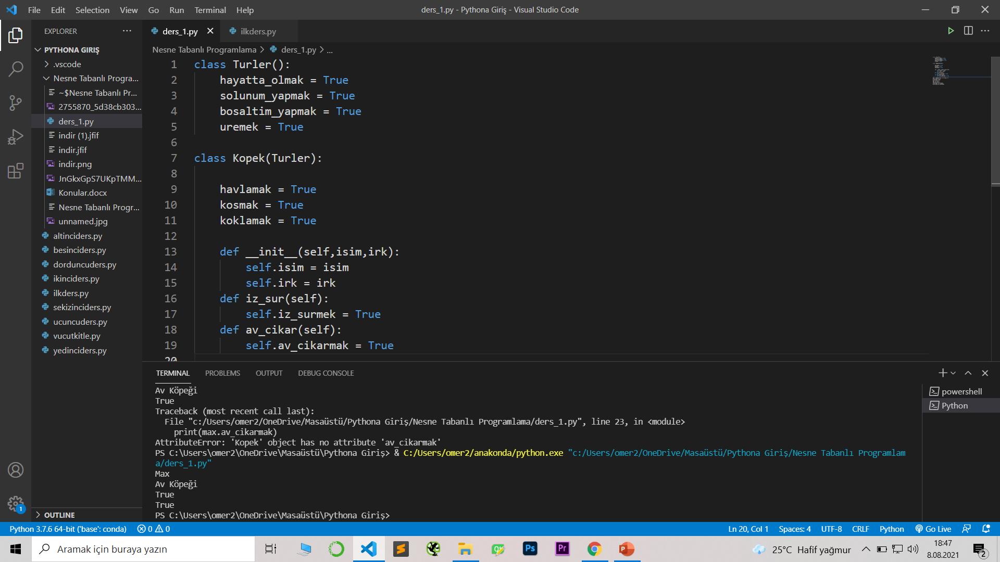 File Edit Selection View Go Run Terminal Help
ders_1.py - Pythona Giriş - Visual Studio Code
EXPLORER
PYTHONA GIRIŞ
.vscode
Nesne Tabanlı Progra...
~$Nesne Tabanlı Pr...
2755870_5d38cb303...
ders_1.py
indir (1).jfif
indir.jfif
indir.png
JnGkxGpS7UKpTMM...
Konular.docx
Nesne Tabanlı Progr...
unnamed.jpg
altinciders.py
besinciders.py
dorduncuders.py
ikinciders.py
ilkders.py
sekizinciders.py
ucuncuders.py
vucutkitle.py
yedinciders.py
OUTLINE
ders_1.py ilkders.py
Nesne Tabanlı Programlama > ders_1.py > ...
1 class Turler():
2 hayatta_olmak = True
3 solunum_yapmak = True
4 bosaltim_yapmak = True
5 uremek = True
6
7 class Kopek(Turler):
8
9 havlamak = True
10 kosmak = True
11 koklamak = True
12
13 def __init__(self,isim,irk):
14 self.isim = isim
15 self.irk = irk
16 def iz_sur(self):
17 self.iz_surmek = True
18 def av_cikar(self):
19 self.av_cikarmak = True
20
TERMINAL PROBLEMS OUTPUT DEBUG CONSOLE
Av Köpeği
True
Traceback (most recent call last):
File "c:/Users/omer2/OneDrive/Masaüstü/Pythona Giriş/Nesne Tabanlı Programlama/ders_1.py", line 23, in <module>
print(max.av_cikarmak)
AttributeError: 'Kopek' object has no attribute 'av_cikarmak'
PS C:\Users\omer2\OneDrive\Masaüstü\Pythona Giriş> & C:/Users/omer2/anakonda/python.exe "c:/Users/omer2/OneDrive/Masaüstü/Pythona Giriş/Nesne Tabanlı Programlam
a/ders_1.py"
Max
Av Köpeği
True
True
PS C:\Users\omer2\OneDrive\Masaüstü\Pythona Giriş>
powershell
Python
1
Python 3.7.6 64-bit ('base': conda) 0 0 Ln 20, Col 1 Spaces: 4 UTF-8 CRLF Python Go Live
Aramak için buraya yazın
Qt
Ps
Pr
P
25°C Hafif yağmur
18:47
8.08.2021
2